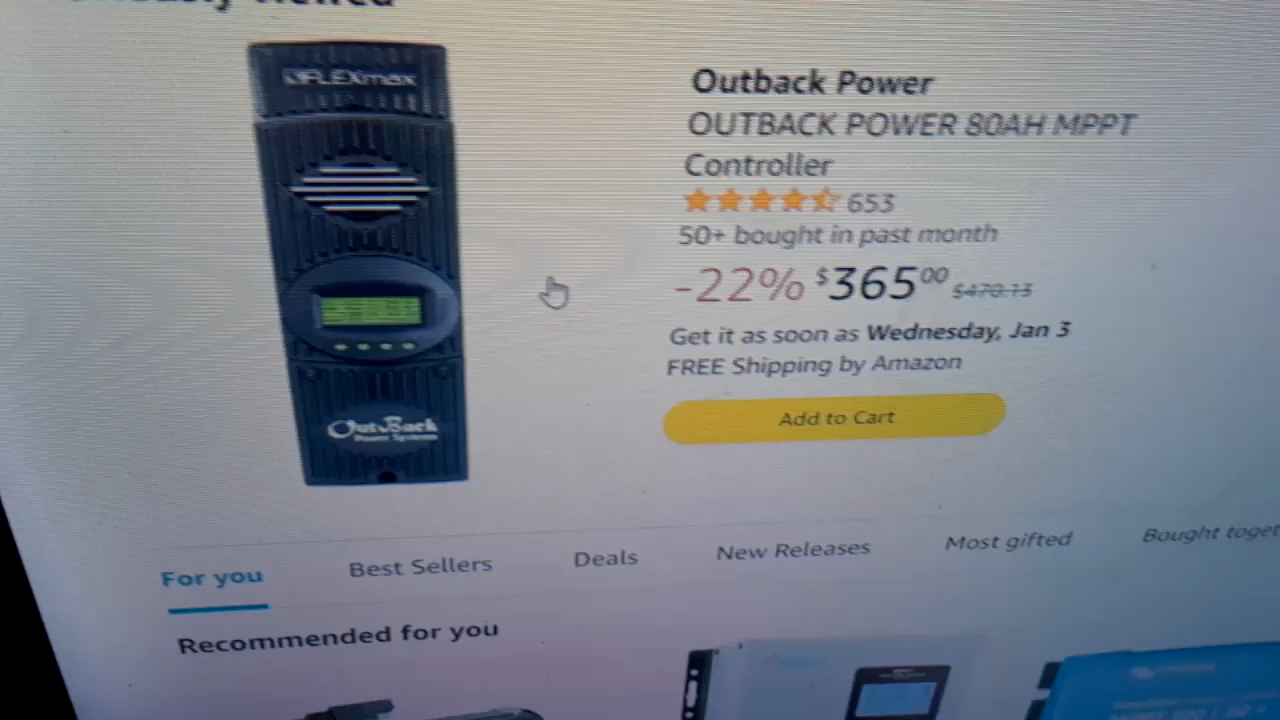 FLEXmax
OutBack
Power Systems
Outback Power
OUTBACK POWER 80AH MPPT
Controller
653
50+ bought in past month
-22% $365 00 $470.13
Get it as soon as Wednesday, Jan 3
FREE Shipping by Amazon
Add to Cart
For you
Best Sellers
Deals
New Releases
Most gifted
Bought
Recommended for you